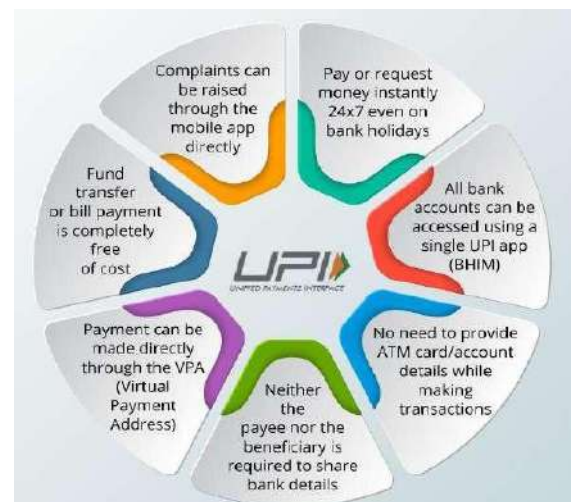 Complaints can
be raised
through the
mobile app
directly
Pay or request
money instantly
24x7 even on
bank holidays
All bank
accounts can be
accessed using a
single UPI app
(BHIM)
No need to provide
ATM card/account
details while
making
transactions
Neither
the
payee nor the
beneficiary is
required to share
bank details
Payment can be
made directly
through the VPA
(Virtual
Payment
Address)
Fund
transfer
or bill payment
is completely
free
of cost
UPI
UNIFIED PAYMENTS INTERFACE